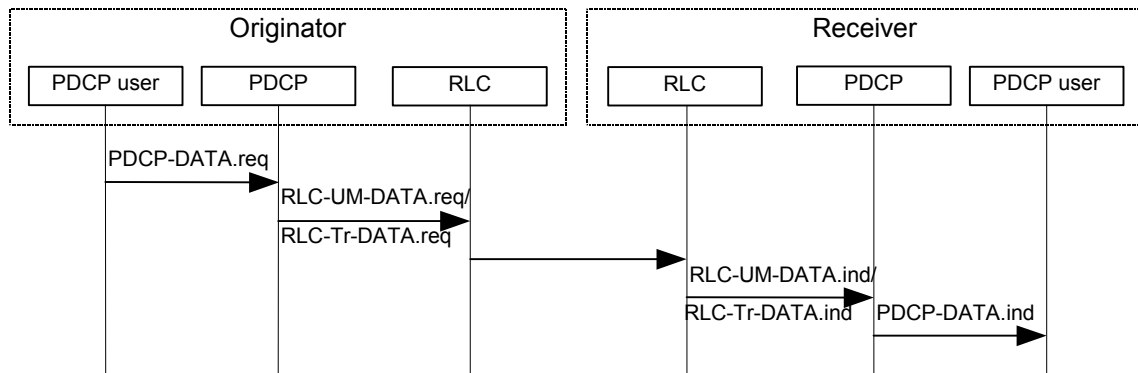 Originator
Receiver
PDCP user
PDCP
RLC
RLC
PDCP
PDCP user
PDCP-DATA.req
RLC-UM-DATA.req/
RLC-Tr-DATA.req
RLC-UM-DATA.ind/
RLC-Tr-DATA.ind
PDCP-DATA.ind